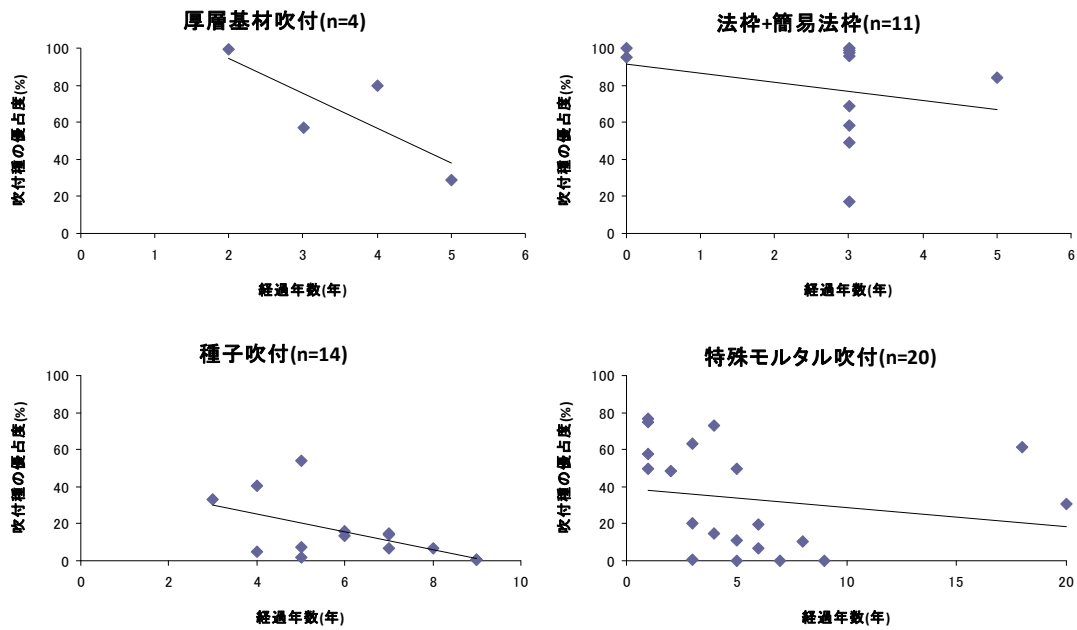 厚層基材吹付(n=4)
吹付種の優占度(%)
100
80
60
40
20
0
0 1 2 3 4 5 6
経過年数(年)
法枠+簡易法枠(n=11)
吹付種の優占度(%)
100
80
60
40
20
0
0 1 2 3 4 5 6
経過年数(年)
種子吹付(n=14)
吹付種の優占度(%)
100
80
60
40
20
0
0 2 4 6 8 10
経過年数(年)
特殊モルタル吹付(n=20)
吹付種の優占度(%)
100
80
60
40
20
0
0 5 10 15 20
経過年数(年)